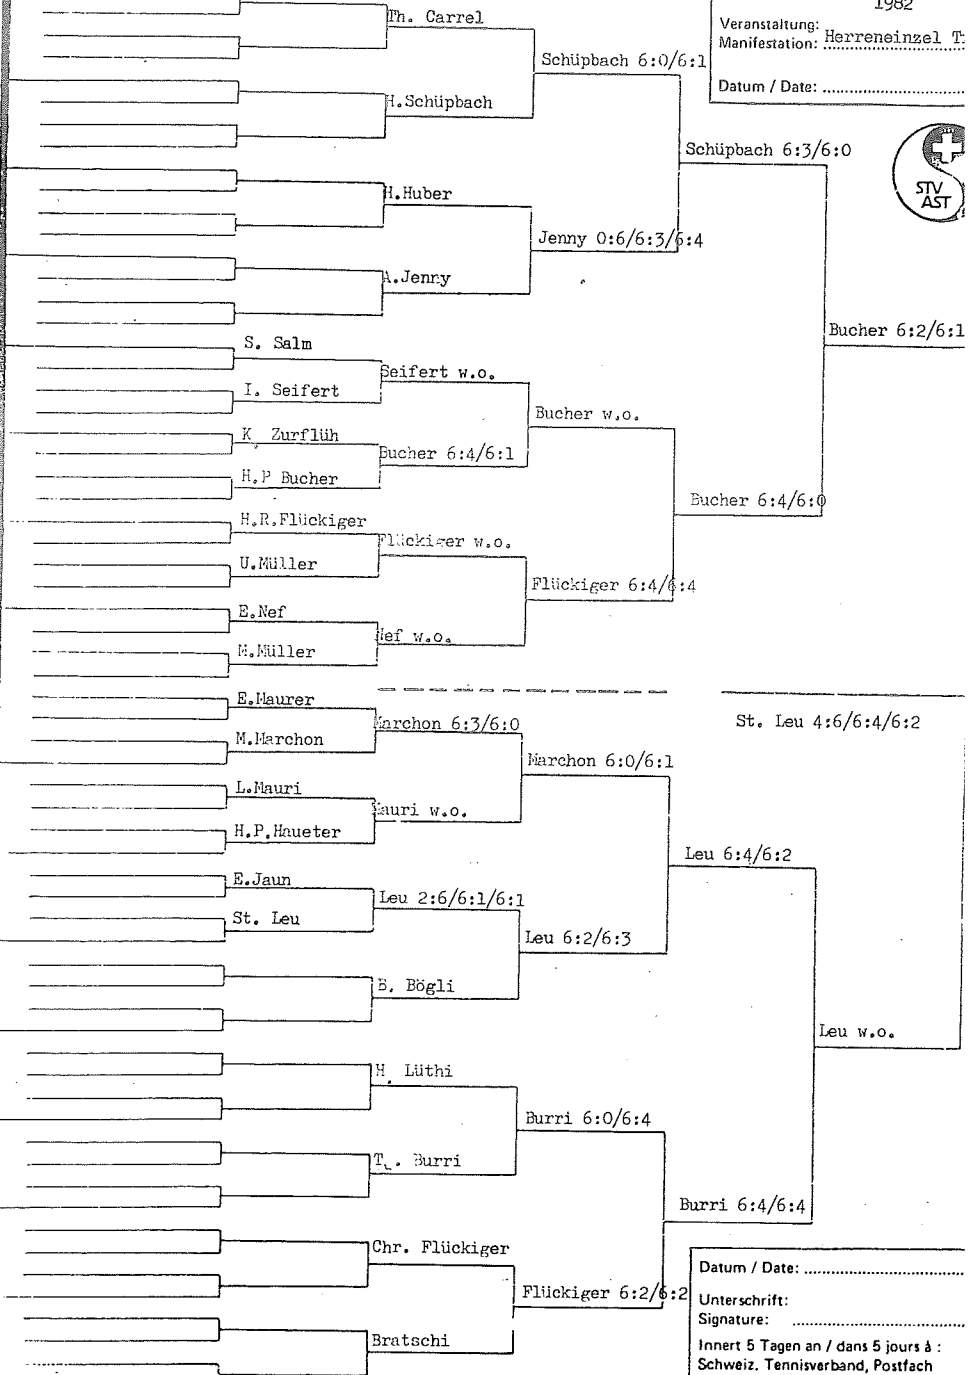 1982
Veranstaltung:
Manifestation: Herreneinzel
Datum / Date:
STV
AST
Th. Carrel
Schüpbach 6:0/6:1
H.Schüpbach
Schüpbach 6:3/6:0
H.Huber
Jenny 0:6/6:3/6:4
A.Jenny
Bucher 6:2/6:1
S. Salm
Seifert w.o.
I. Seifert
Bucher w.o.
K. Zurflüh
Bucher 6:4/6:1
H.P Bucher
Bucher 6:4/6:0
H.R.Flückiger
Flückiger w.o.
U.Müller
Flückiger 6:4/6:4
E.Nef
Nef w.o.
M.Müller
E.Maurer
Marchon 6:3/6:0
St. Leu 4:6/6:4/6:2
M.Marchon
Marchon 6:0/6:1
L.Mauri
Mauri w.o.
H.P.Haueter
Leu 6:4/6:2
E.Jaun
Leu 2:6/6:1/6:1
St. Leu
Leu 6:2/6:3
B. Bögli
Leu w.o.
H. Lüthi
Burri 6:0/6:4
T. Burri
Burri 6:4/6:4
Chr. Flückiger
Flückiger 6:2/6:2
Bratschi
Datum / Date:
Unterschrift:
Signature:
Innert 5 Tagen an / dans 5 jours à :
Schweiz. Tennisverband, Postfach